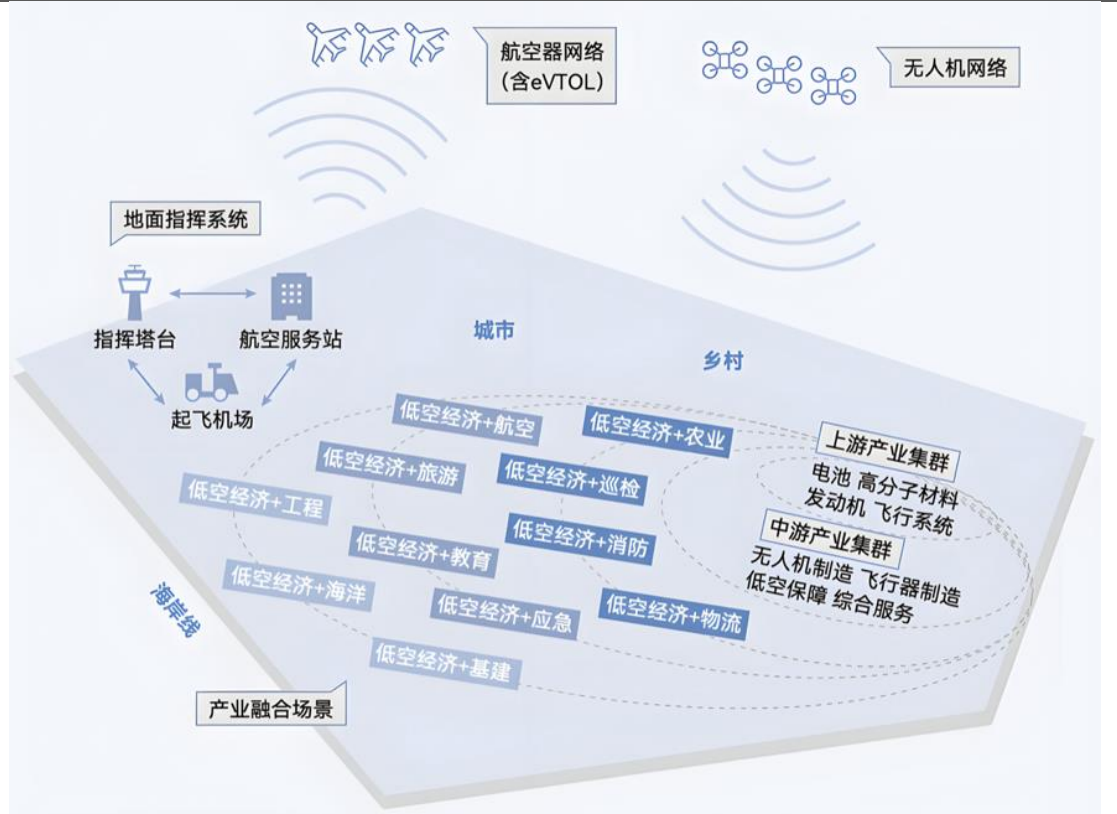 航空器网络
（含eVTOL）
无人机网络
地面指挥系统
指挥塔台
航空服务站
起飞机场
城市
乡村
海岸线
低空经济+航空
低空经济+农业
低空经济+旅游
低空经济+巡检
低空经济+工程
低空经济+消防
低空经济+教育
低空经济+海洋
低空经济+应急
低空经济+物流
低空经济+基建
上游产业集群
电池 高分子材料
发动机 飞行系统
中游产业集群
无人机制造 飞行器制造
低空保障 综合服务
产业融合场景